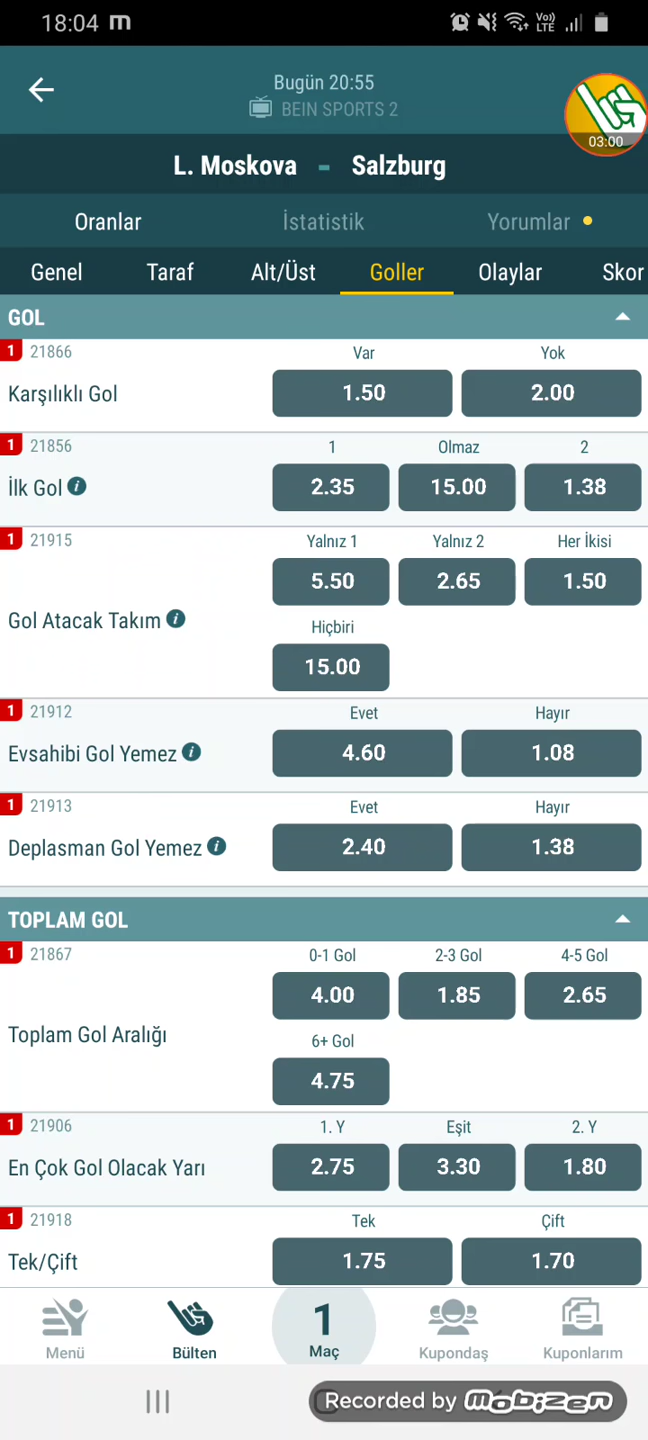 18:04 m Vo)) LTE
Bugün 20:55
BEIN SPORTS 2
03:00
L. Moskova - Salzburg
Oranlar İstatistik Yorumlar
Genel Taraf Alt/Üst Goller Olaylar Skor
GOL
1 21866 Var Yok
Karşılıklı Gol 1.50 2.00
1 21856 1 Olmaz 2
İlk Gol i 2.35 15.00 1.38
1 21915 Yalnız 1 Yalnız 2 Her İkisi
5.50 2.65 1.50
Gol Atacak Takım i Hiçbiri
15.00
1 21912 Evet Hayır
Evsahibi Gol Yemez i 4.60 1.08
1 21913 Evet Hayır
Deplasman Gol Yemez i 2.40 1.38
TOPLAM GOL
1 21867 0-1 Gol 2-3 Gol 4-5 Gol
4.00 1.85 2.65
Toplam Gol Aralığı 6+ Gol
4.75
1 21906 1. Y Eşit 2. Y
En Çok Gol Olacak Yarı 2.75 3.30 1.80
1 21918 Tek Çift
Tek/Çift 1.75 1.70
1
Menü Bülten Maç Kupondaş Kuponlarım
Recorded by mobizen